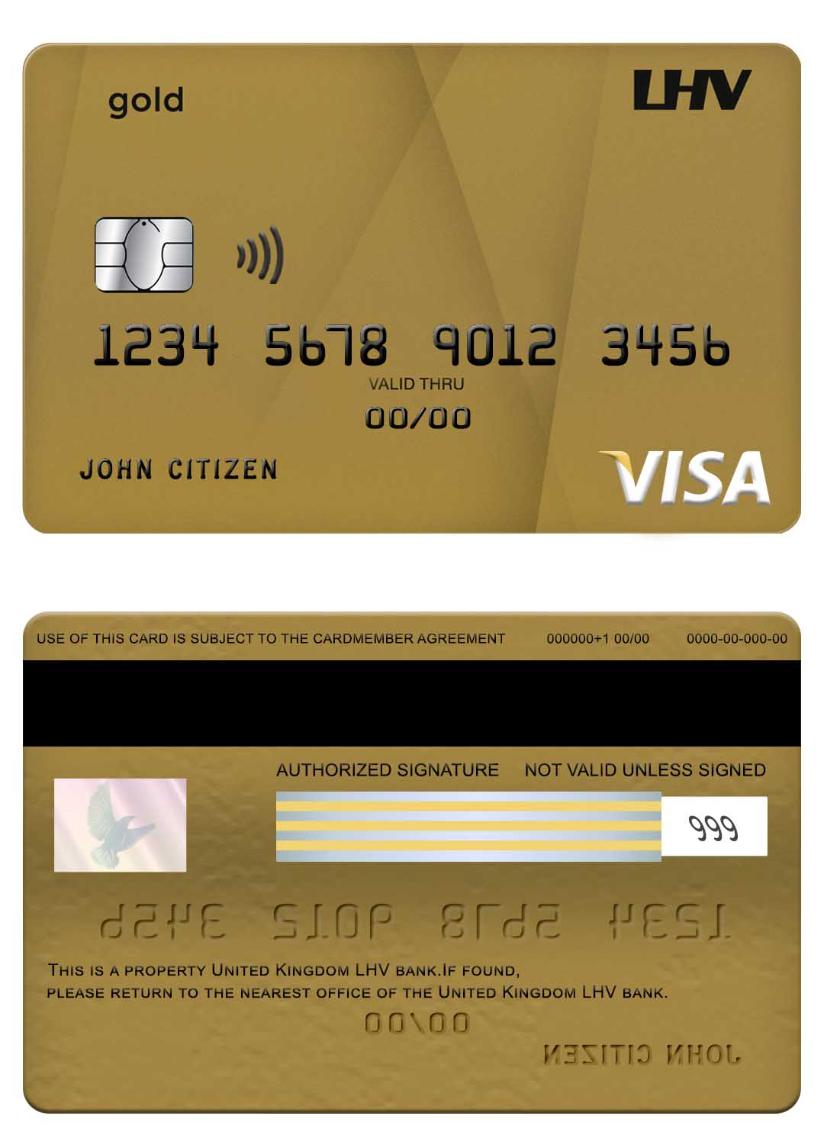 gold
LHV
1234 5678 9012 3456
VALID THRU
00/00
JOHN CITIZEN
VISA
USE OF THIS CARD IS SUBJECT TO THE CARDMEMBER AGREEMENT 000000+1 00/00 0000-00-000-00
AUTHORIZED SIGNATURE NOT VALID UNLESS SIGNED
999
1234 5678 9012 3456
THIS IS A PROPERTY UNITED KINGDOM LHV BANK.IF FOUND,
PLEASE RETURN TO THE NEAREST OFFICE OF THE UNITED KINGDOM LHV BANK.
00/00
JOHN CITIZEN